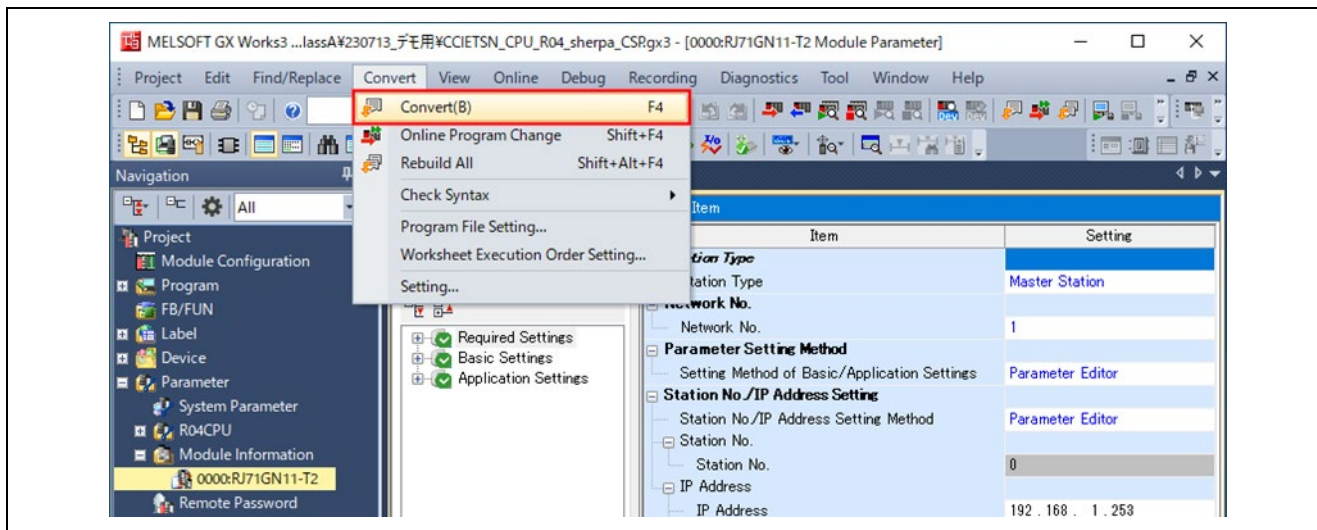 MELSOFT GX Works3 ...lassA¥230713_デモ用¥CCIETSN_CPU_R04_sherpa_CSP.gx3 - [0000:RJ71GN11-T2 Module Parameter]
Project Edit Find/Replace Convert View Online Debug Recording Diagnostics Tool Window Help
Convert(B) F4
Online Program Change Shift+F4
Rebuild All Shift+Alt+F4
Check Syntax
Program File Setting...
Worksheet Execution Order Setting...
Setting...
Navigation
All
Project
Module Configuration
Program
FB/FUN
Label
Device
Parameter
System Parameter
R04CPU
Module Information
0000:RJ71GN11-T2
Remote Password
Required Settings
Basic Settings
Application Settings
Item
Item Setting
tion Type
tation Type Master Station
Network No.
Network No. 1
Parameter Setting Method
Setting Method of Basic/Application Settings Parameter Editor
Station No./IP Address Setting
Station No./IP Address Setting Method Parameter Editor
Station No.
Station No. 0
IP Address
IP Address 192 . 168 . 1 . 253